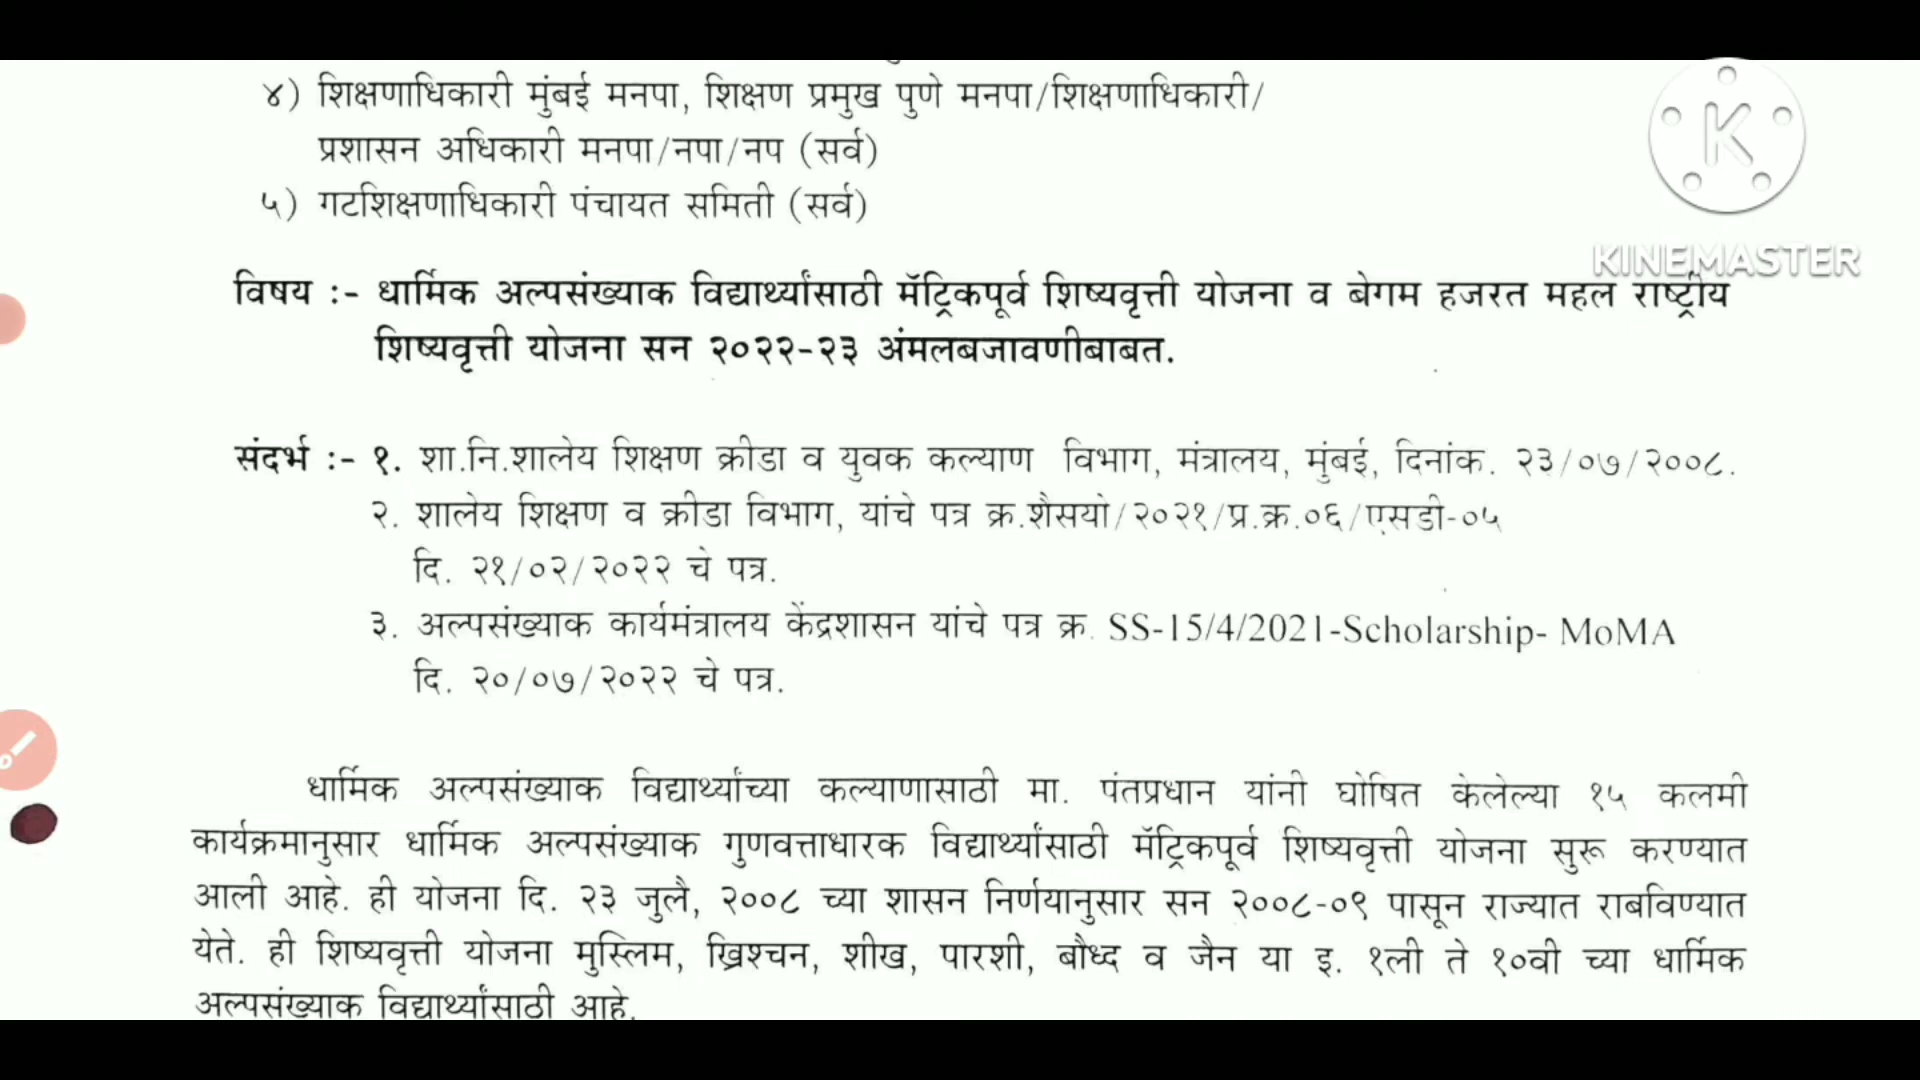 ४) शिक्षणाधिकारी मुंबई मनपा, शिक्षण प्रमुख पुणे मनपा/शिक्षणाधिकारी/
प्रशासन अधिकारी मनपा/नपा/नप (सर्व)
५) गटशिक्षणाधिकारी पंचायत समिती (सर्व)
K
KINEMASTER
विषय :- धार्मिक अल्पसंख्याक विद्यार्थ्यांसाठी मॅट्रिकपूर्व शिष्यवृत्ती योजना व बेगम हजरत महल राष्ट्रीय
शिष्यवृत्ती योजना सन २०२२-२३ अंमलबजावणीबाबत.
संदर्भ :- १. शा.नि.शालेय शिक्षण क्रीडा व युवक कल्याण विभाग, मंत्रालय, मुंबई, दिनांक. २३/०७/२००८.
२. शालेय शिक्षण व क्रीडा विभाग, यांचे पत्र क्र.शैसयो/२०२१/प्र.क्र.०६/एसडी-०५
दि. २१/०२/२०२२ चे पत्र.
३. अल्पसंख्याक कार्यमंत्रालय केंद्रशासन यांचे पत्र क्र. SS-15/4/2021-Scholarship- MoMA
दि. २०/०७/२०२२ चे पत्र.
धार्मिक अल्पसंख्याक विद्यार्थ्यांच्या कल्याणासाठी मा. पंतप्रधान यांनी घोषित केलेल्या १५ कलमी
कार्यक्रमानुसार धार्मिक अल्पसंख्याक गुणवत्ताधारक विद्यार्थ्यांसाठी मॅट्रिकपूर्व शिष्यवृत्ती योजना सुरू करण्यात
आली आहे. ही योजना दि. २३ जुलै, २००८ च्या शासन निर्णयानुसार सन २००८-०९ पासून राज्यात राबविण्यात
येते. ही शिष्यवृत्ती योजना मुस्लिम, ख्रिश्चन, शीख, पारशी, बौध्द व जैन या इ. १ली ते १०वी च्या धार्मिक
अल्पसंख्याक विद्यार्थ्यांसाठी आहे.